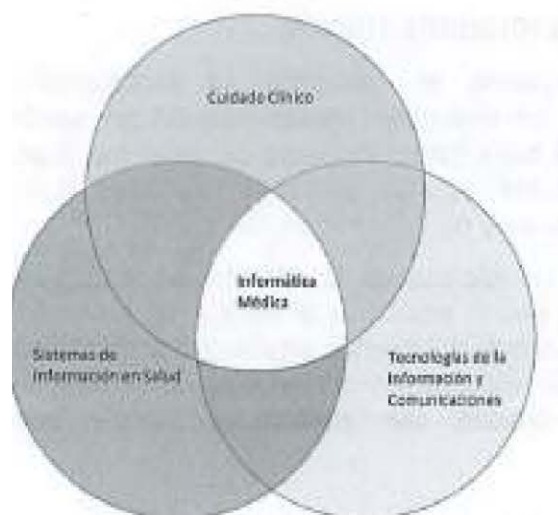 Cuidado Clínico
Informática
Médica
Sistemas de
Información en Salud
Tecnologías de la
Información y
Comunicaciones